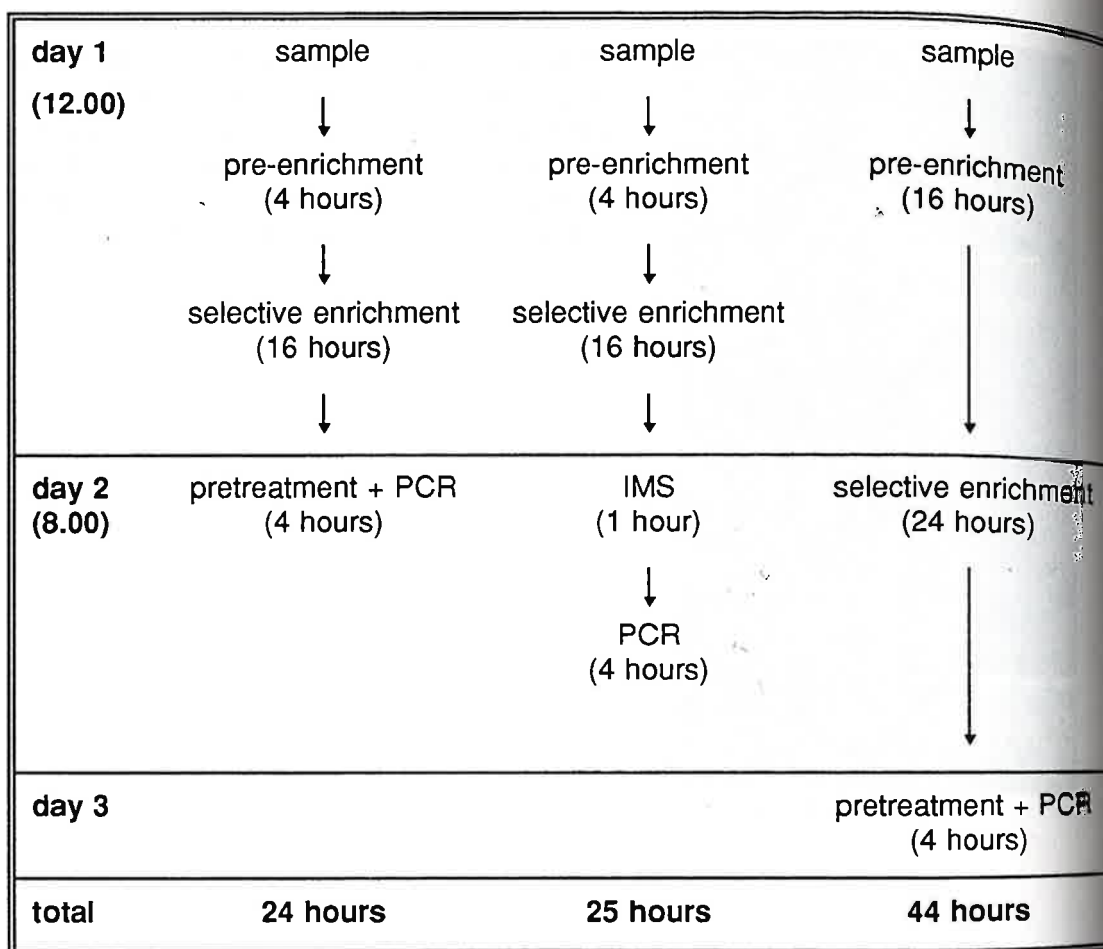 day 1 sample sample sample
(12.00)
pre-enrichment pre-enrichment pre-enrichment
(4 hours) (4 hours) (16 hours)
selective enrichment selective enrichment
(16 hours) (16 hours)
day 2 pretreatment + PCR IMS selective enrichment
(8.00) (4 hours) (1 hour) (24 hours)
PCR
(4 hours)
day 3 pretreatment + PCR
(4 hours)
total 24 hours 25 hours 44 hours